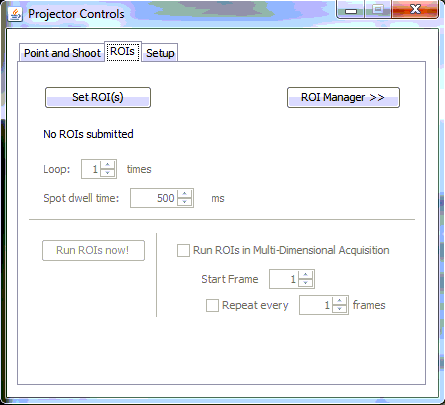 Projector Controls
Point and Shoot ROIs Setup
Set ROI(s) ROI Manager >>
No ROIs submitted
Loop: 1 times
Spot dwell time: 500 ms
Run ROIs now! Run ROIs in Multi-Dimensional Acquisition
Start Frame 1
Repeat every 1 frames